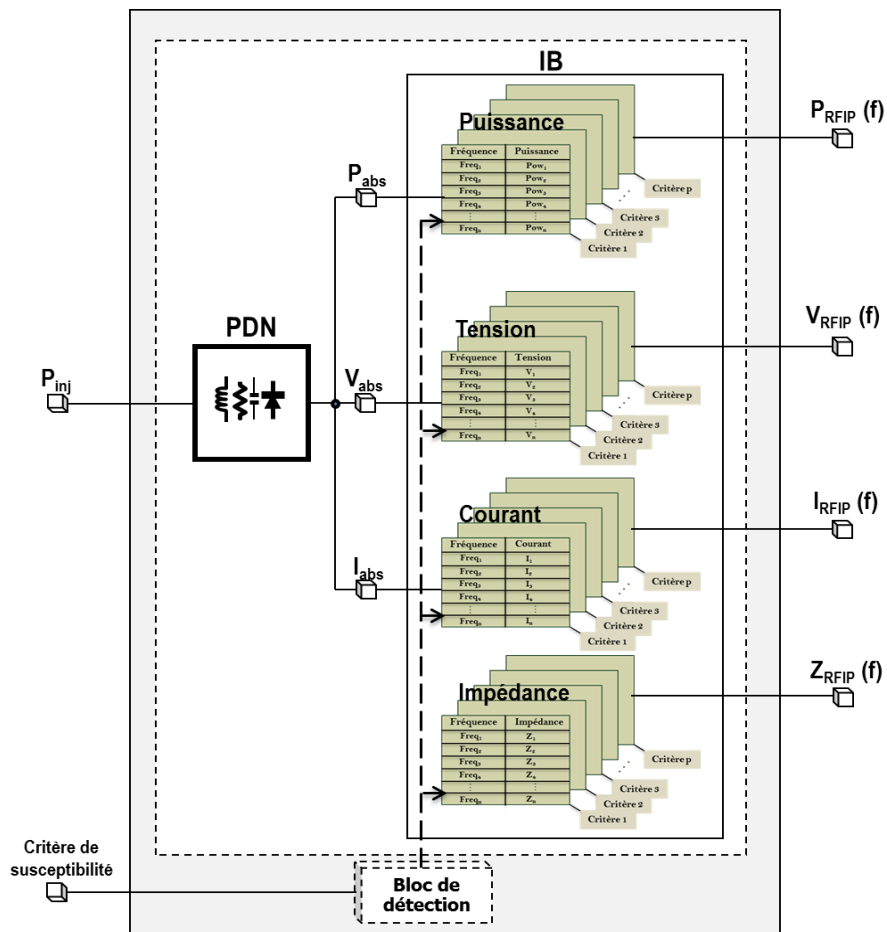 IB
P_RFIP (f)
Puissance
Fréquence Puissance
Freq₁ Pow₁
Freq₂ Pow₂
Freq₃ Pow₃
Freq₄ Pow₄
⋮ ⋮
Freqₙ Powₙ
Critère p
Critère 3
Critère 2
Critère 1
P_abs
V_RFIP (f)
Tension
Fréquence Tension
Freq₁ V₁
Freq₂ V₂
Freq₃ V₃
Freq₄ V₄
⋮ ⋮
Freqₙ Vₙ
Critère p
Critère 3
Critère 2
Critère 1
PDN
P_inj
V_abs
I_RFIP (f)
Courant
Fréquence Courant
Freq₁ I₁
Freq₂ I₂
Freq₃ I₃
Freq₄ I₄
⋮ ⋮
Freqₙ Iₙ
Critère p
Critère 3
Critère 2
Critère 1
I_abs
Z_RFIP (f)
Impédance
Fréquence Impédance
Freq₁ Z₁
Freq₂ Z₂
Freq₃ Z₃
Freq₄ Z₄
⋮ ⋮
Freqₙ Zₙ
Critère p
Critère 3
Critère 2
Critère 1
Critère de
susceptibilité
Bloc de
détection